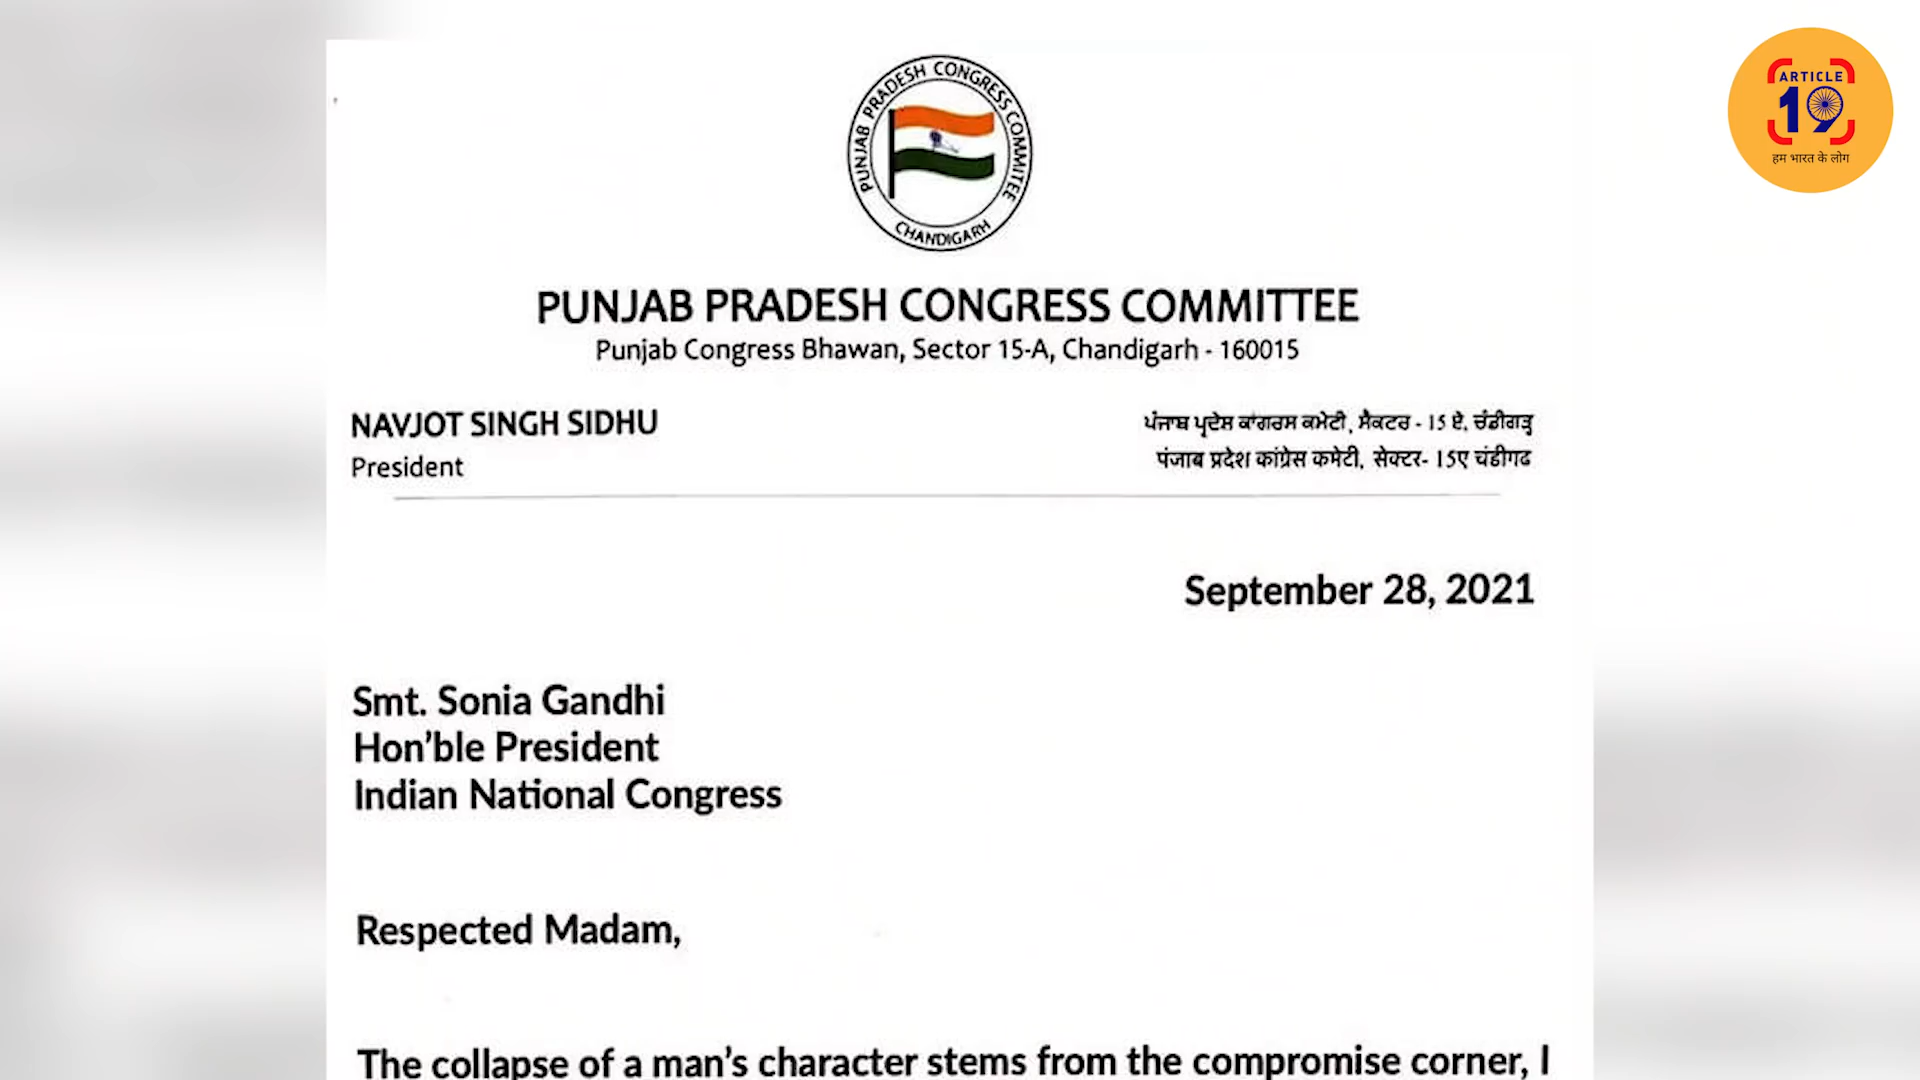 PUNJAB PRADESH CONGRESS COMMITTEE
CHANDIGARH
ARTICLE
19
हम भारत के लोग
PUNJAB PRADESH CONGRESS COMMITTEE
Punjab Congress Bhawan, Sector 15-A, Chandigarh - 160015
NAVJOT SINGH SIDHU
President
ਪੰਜਾਬ ਪ੍ਰਦੇਸ਼ ਕਾਂਗਰਸ ਕਮੇਟੀ, ਸੈਕਟਰ - 15 ਏ, ਚੰਡੀਗੜ੍ਹ
पंजाब प्रदेश कांग्रेस कमेटी, सेक्टर- 15ए चंडीगढ
September 28, 2021
Smt. Sonia Gandhi
Hon'ble President
Indian National Congress
Respected Madam,
The collapse of a man's character stems from the compromise corner, I